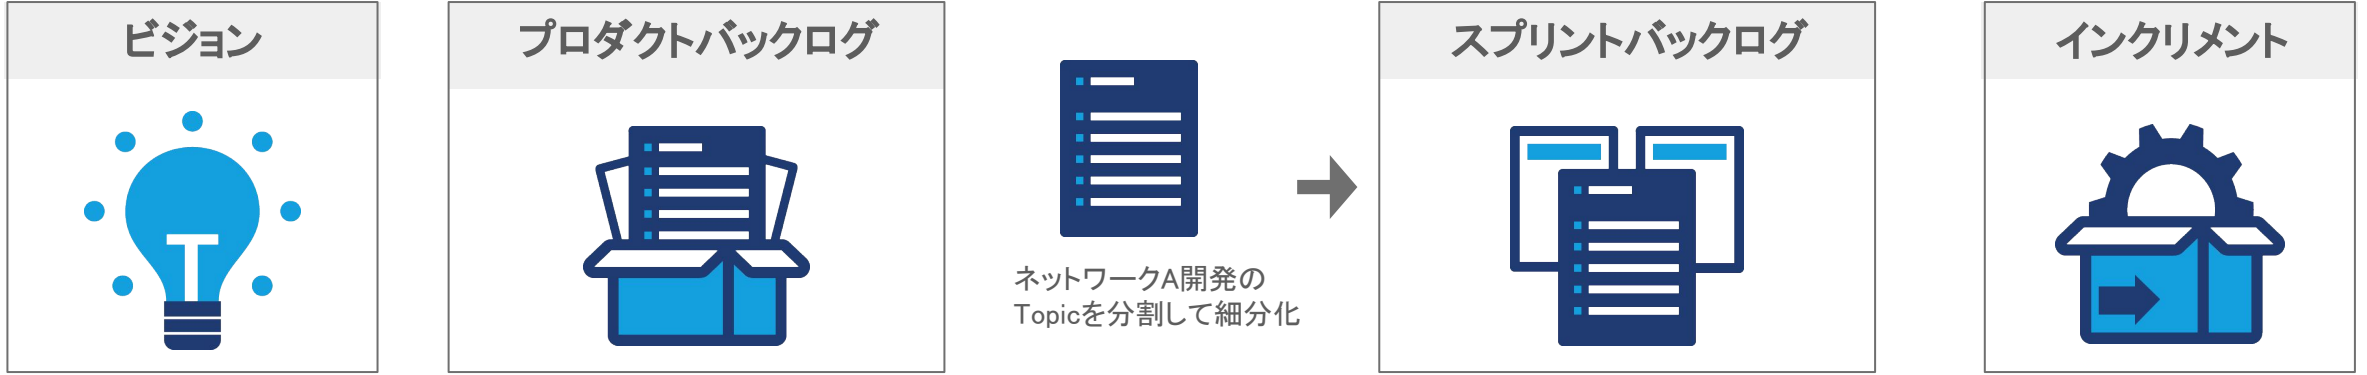 ビジョン
プロダクトバックログ
ネットワークA開発の
Topicを分割して細分化
スプリントバックログ
インクリメント